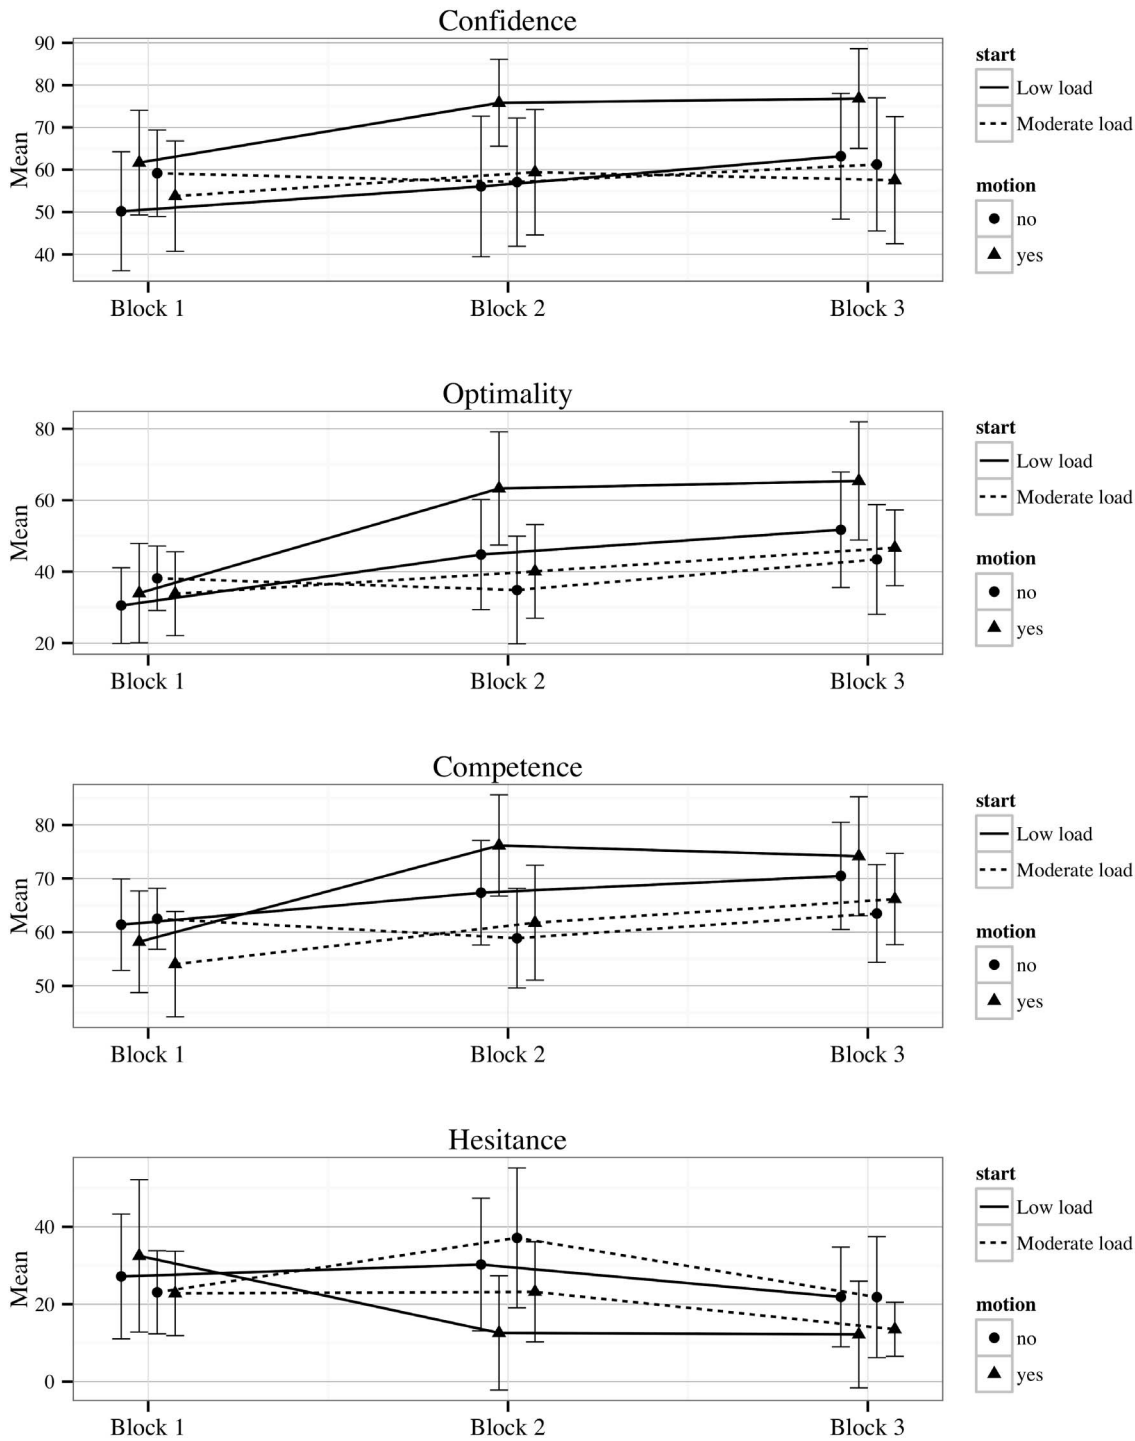 Confidence
Mean
90
80
70
60
50
40
Block 1
Block 2
Block 3
start
Low load
Moderate load
motion
no
yes
Optimality
Mean
80
60
40
20
Block 1
Block 2
Block 3
start
Low load
Moderate load
motion
no
yes
Competence
Mean
80
70
60
50
Block 1
Block 2
Block 3
start
Low load
Moderate load
motion
no
yes
Hesitance
Mean
40
20
0
Block 1
Block 2
Block 3
start
Low load
Moderate load
motion
no
yes